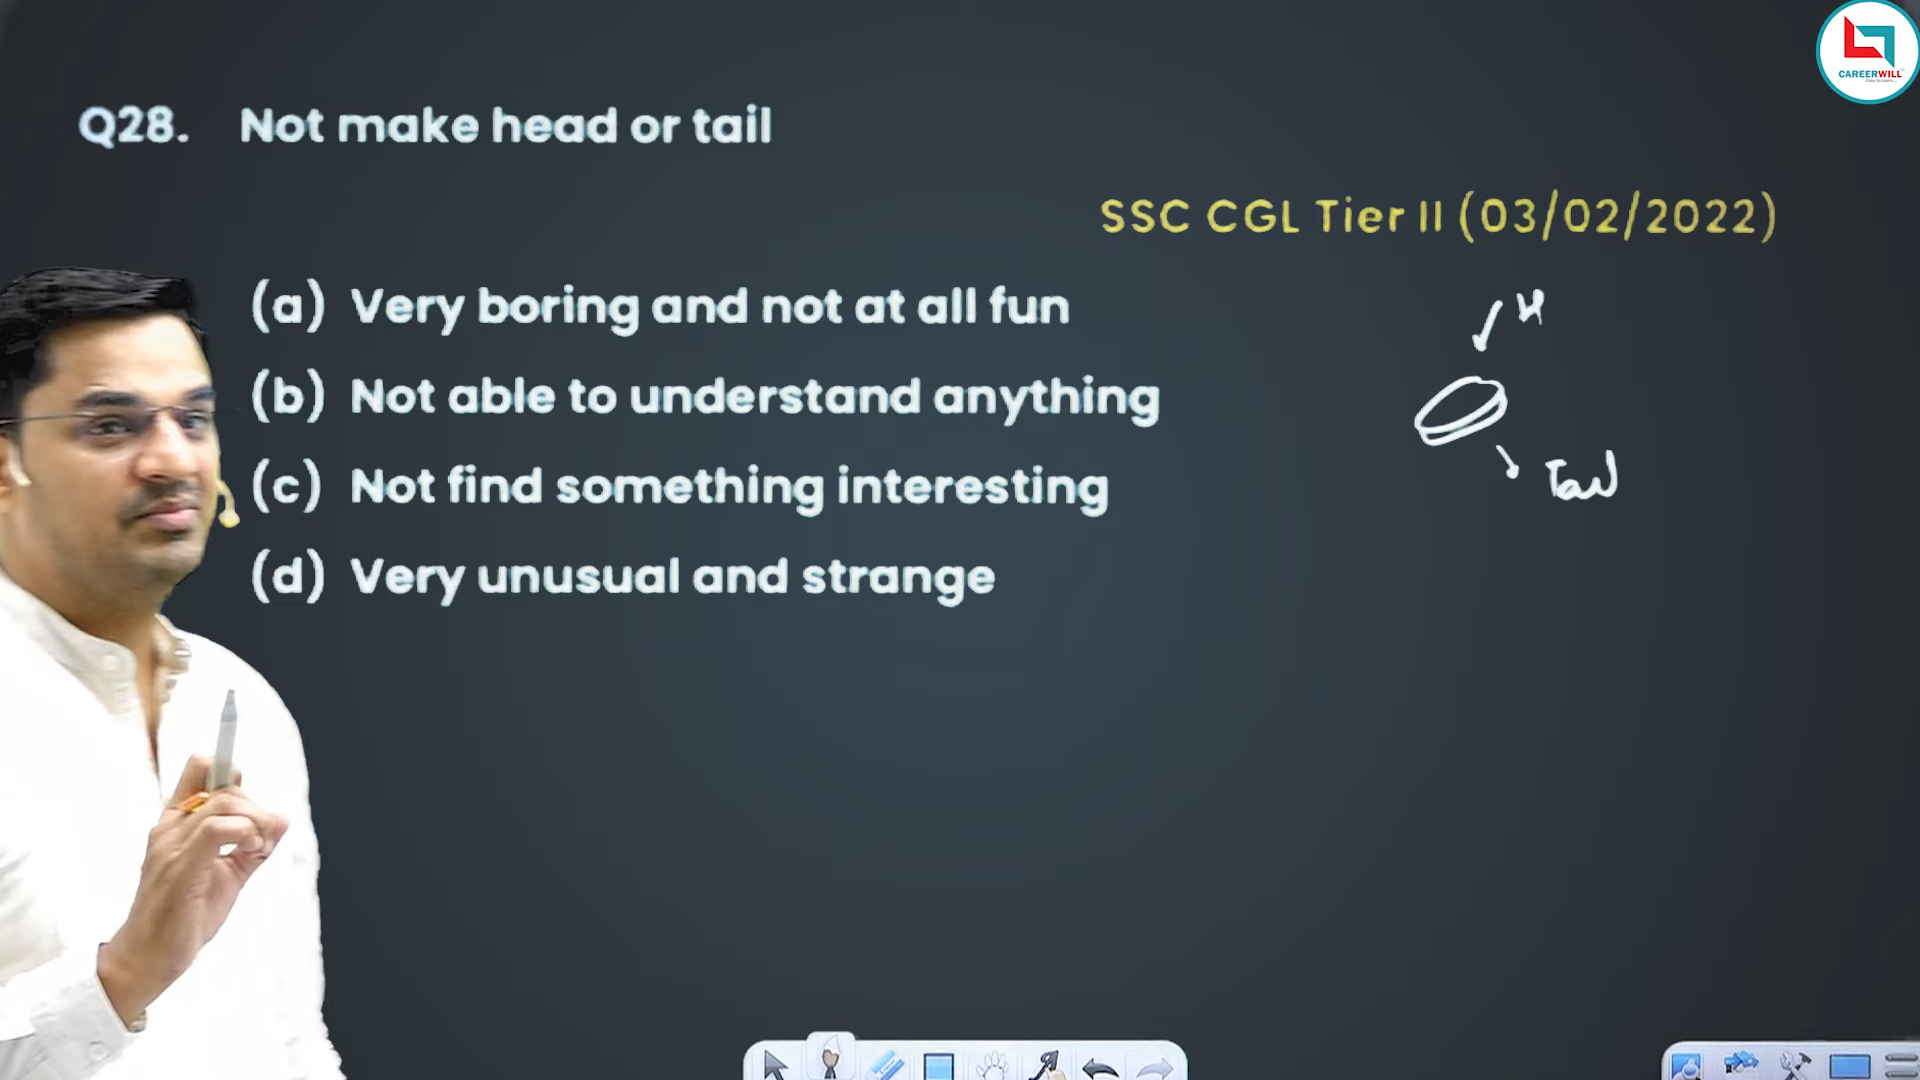 CAREERWILL
Q28. Not make head or tail
SSC CGL Tier II (03/02/2022)
(a) Very boring and not at all fun
H
(b) Not able to understand anything
(c) Not find something interesting
Tail
(d) Very unusual and strange